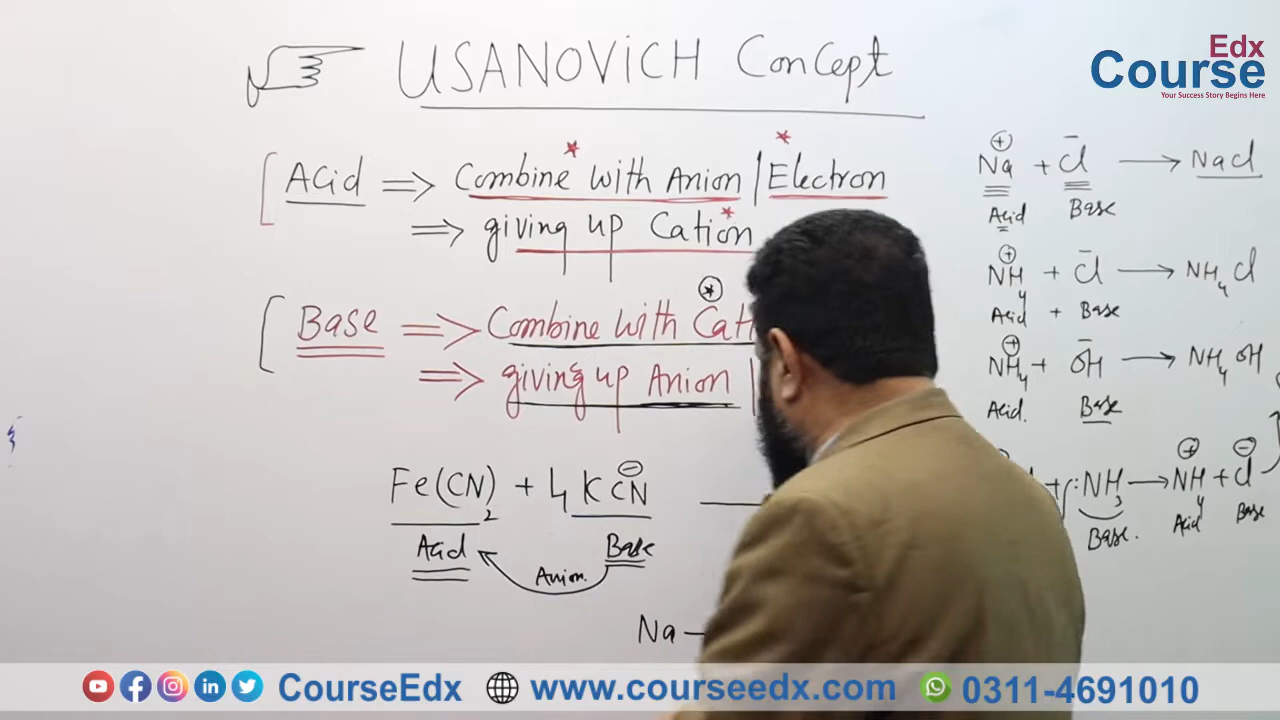 USANOVICH Concept
Edx
Course
Your Success Story Begins Here
Acid ⇒ Combine with Anion | Electron
⇒ giving up Cation
Base ⇒ Combine with
⇒ giving up Anion |
Fe(CN)₂ + 4 KCN⊖
Acid Base
Anion.
Na
Na⊕ + Cl⁻ → NaCl
Acid Base
NH₄⊕ + Cl⁻ → NH₄Cl
Acid + Base
NH₄⊕ + OH⁻ → NH₄OH
Acid. Base
+ :NH₃ → NH₄⊕ + Cl⊖
Base. Acid Base
CourseEdx www.courseedx.com 0311-4691010